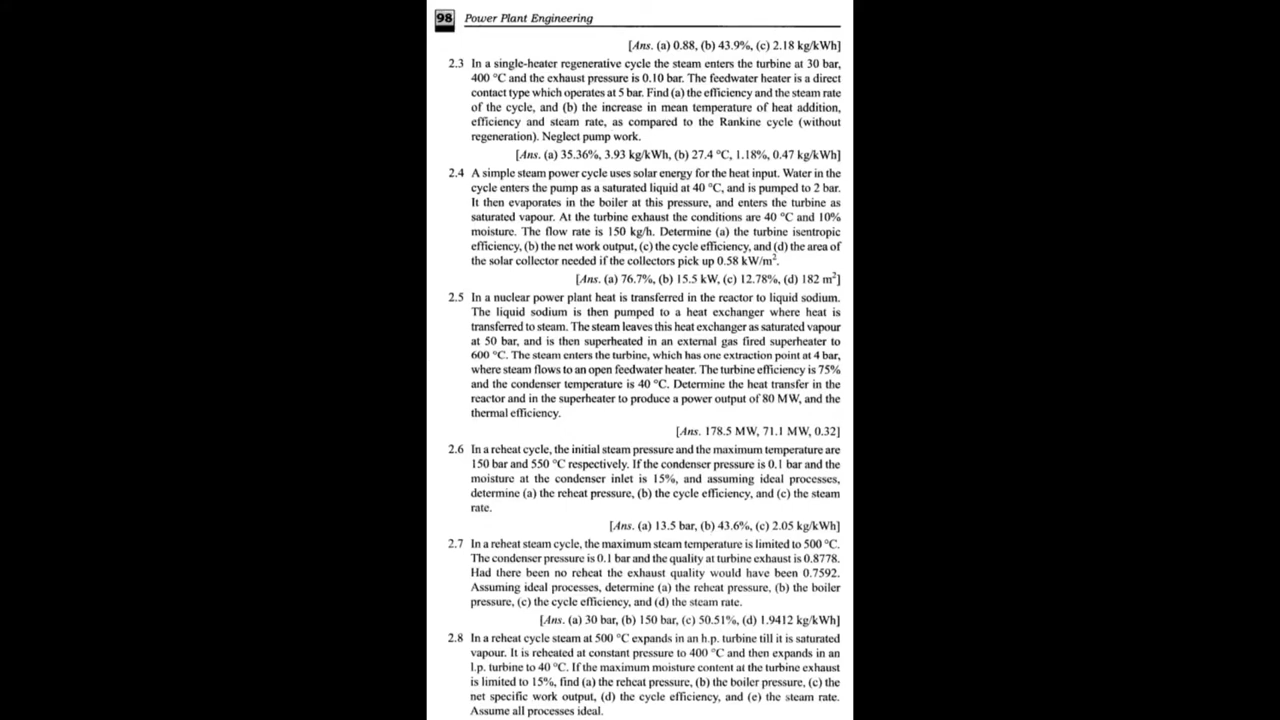 98 Power Plant Engineering
[Ans. (a) 0.88, (b) 43.9%, (c) 2.18 kg/kWh]
2.3 In a single-heater regenerative cycle the steam enters the turbine at 30 bar,
400 °C and the exhaust pressure is 0.10 bar. The feedwater heater is a direct
contact type which operates at 5 bar. Find (a) the efficiency and the steam rate
of the cycle, and (b) the increase in mean temperature of heat addition,
efficiency and steam rate, as compared to the Rankine cycle (without
regeneration). Neglect pump work.
[Ans. (a) 35.36%, 3.93 kg/kWh, (b) 27.4 °C, 1.18%, 0.47 kg/kWh]
2.4 A simple steam power cycle uses solar energy for the heat input. Water in the
cycle enters the pump as a saturated liquid at 40 °C, and is pumped to 2 bar.
It then evaporates in the boiler at this pressure, and enters the turbine as
saturated vapour. At the turbine exhaust the conditions are 40 °C and 10%
moisture. The flow rate is 150 kg/h. Determine (a) the turbine isentropic
efficiency, (b) the net work output, (c) the cycle efficiency, and (d) the area of
the solar collector needed if the collectors pick up 0.58 kW/m².
[Ans. (a) 76.7%, (b) 15.5 kW, (c) 12.78%, (d) 182 m²]
2.5 In a nuclear power plant heat is transferred in the reactor to liquid sodium.
The liquid sodium is then pumped to a heat exchanger where heat is
transferred to steam. The steam leaves this heat exchanger as saturated vapour
at 50 bar, and is then superheated in an external gas fired superheater to
600 °C. The steam enters the turbine, which has one extraction point at 4 bar,
where steam flows to an open feedwater heater. The turbine efficiency is 75%
and the condenser temperature is 40 °C. Determine the heat transfer in the
reactor and in the superheater to produce a power output of 80 MW, and the
thermal efficiency.
[Ans. 178.5 MW, 71.1 MW, 0.32]
2.6 In a reheat cycle, the initial steam pressure and the maximum temperature are
150 bar and 550 °C respectively. If the condenser pressure is 0.1 bar and the
moisture at the condenser inlet is 15%, and assuming ideal processes,
determine (a) the reheat pressure, (b) the cycle efficiency, and (c) the steam
rate.
[Ans. (a) 13.5 bar, (b) 43.6%, (c) 2.05 kg/kWh]
2.7 In a reheat steam cycle, the maximum steam temperature is limited to 500 °C.
The condenser pressure is 0.1 bar and the quality at turbine exhaust is 0.8778.
Had there been no reheat the exhaust quality would have been 0.7592.
Assuming ideal processes, determine (a) the reheat pressure, (b) the boiler
pressure, (c) the cycle efficiency, and (d) the steam rate.
[Ans. (a) 30 bar, (b) 150 bar, (c) 50.51%, (d) 1.9412 kg/kWh]
2.8 In a reheat cycle steam at 500 °C expands in an h.p. turbine till it is saturated
vapour. It is reheated at constant pressure to 400 °C and then expands in an
l.p. turbine to 40 °C. If the maximum moisture content at the turbine exhaust
is limited to 15%, find (a) the reheat pressure, (b) the boiler pressure, (c) the
net specific work output, (d) the cycle efficiency, and (e) the steam rate.
Assume all processes ideal.